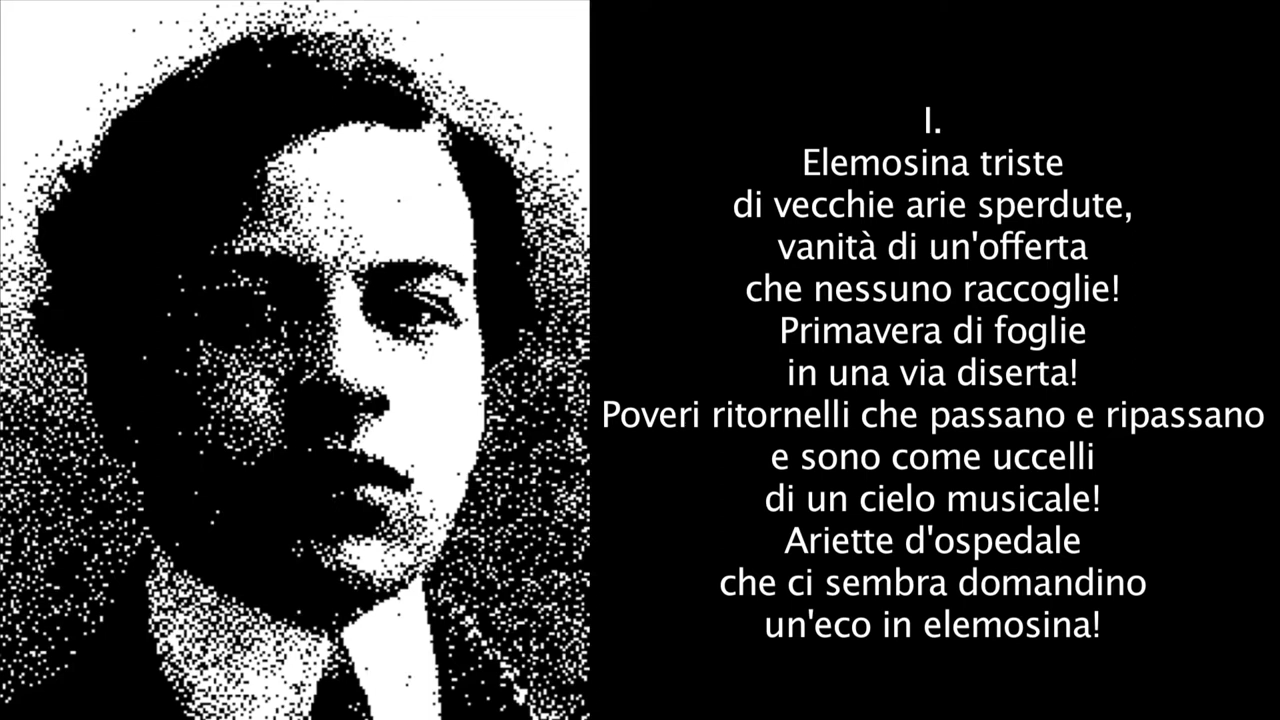 I.
Elemosina triste
di vecchie arie sperdute,
vanità di un'offerta
che nessuno raccoglie!
Primavera di foglie
in una via diserta!
Poveri ritornelli che passano e ripassano
e sono come uccelli
di un cielo musicale!
Ariette d'ospedale
che ci sembra domandino
un'eco in elemosina!